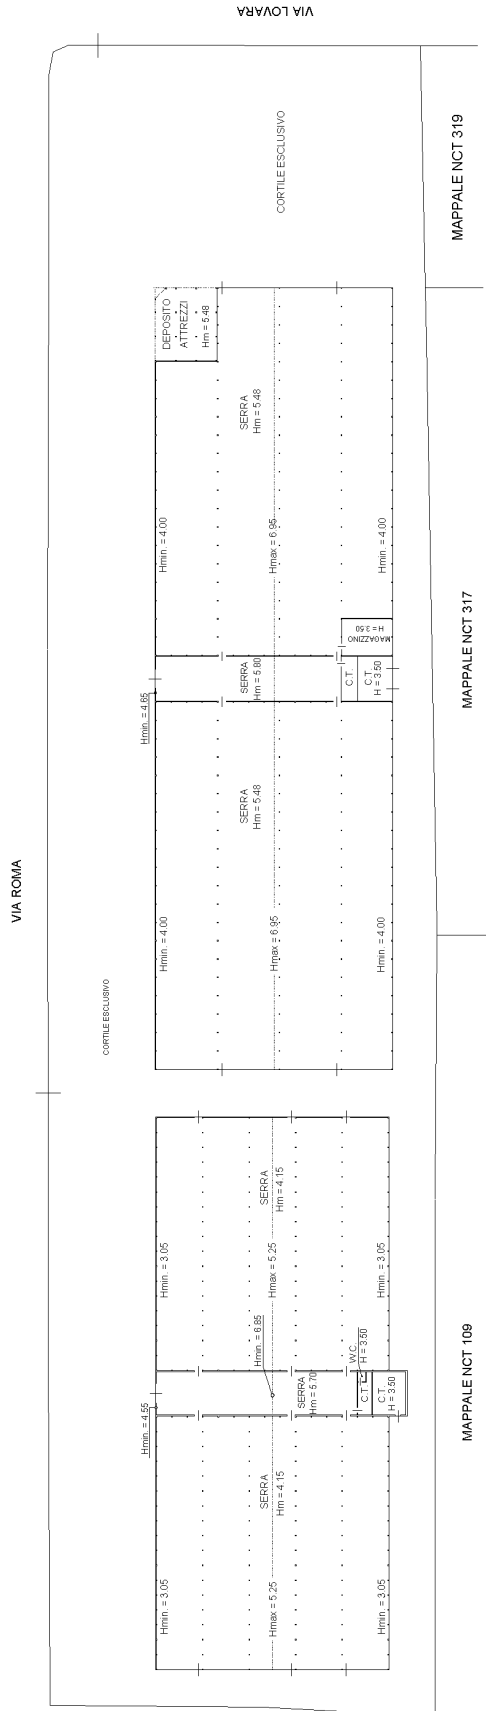 VIA LOVARA
CORTILE ESCLUSIVO
MAPPALE NCT 319
DEPOSITO
ATTREZZI
Hm = 5.48
SERRA
Hm = 5.48
Hmin. = 4.00
Hmax = 6.95
Hmin. = 4.00
MAPPALE NCT 317
MAGAZZINO
H = 3.50
SERRA
Hm = 5.80
C.T.
C.T.
H = 3.50
Hmin. = 4.65
SERRA
Hm = 5.48
VIA ROMA
Hmin. = 4.00
Hmax = 6.95
Hmin. = 4.00
CORTILE ESCLUSIVO
SERRA
Hm = 4.15
Hmin. = 3.05
Hmax = 5.25
Hmin. = 3.05
Hmin. = 6.85
W.C.
H = 3.50
MAPPALE NCT 109
SERRA
Hm = 5.70
C.T.
C.T.
H = 3.50
Hmin. = 4.55
SERRA
Hm = 4.15
Hmin. = 3.05
Hmax = 5.25
Hmin. = 3.05